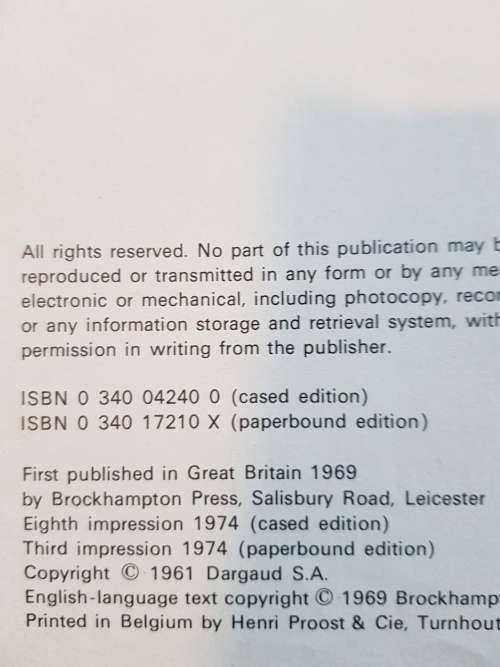 All rights reserved. No part of this publication may
reproduced or transmitted in any form or by any
electronic or mechanical, including photocopy,
or any information storage and retrieval system,
permission in writing from the publisher.
ISBN 0 340 04240 0 (cased edition)
ISBN 0 340 17210 X (paperbound edition)
First published in Great Britain 1969
by Brockhampton Press, Salisbury Road, Leicester
Eighth impression 1974 (cased edition)
Third impression 1974 (paperbound edition)
Copyright © 1961 Dargaud S.A.
English-language text copyright © 1969
Printed in Belgium by Henri Proost & Cie, Turnhout